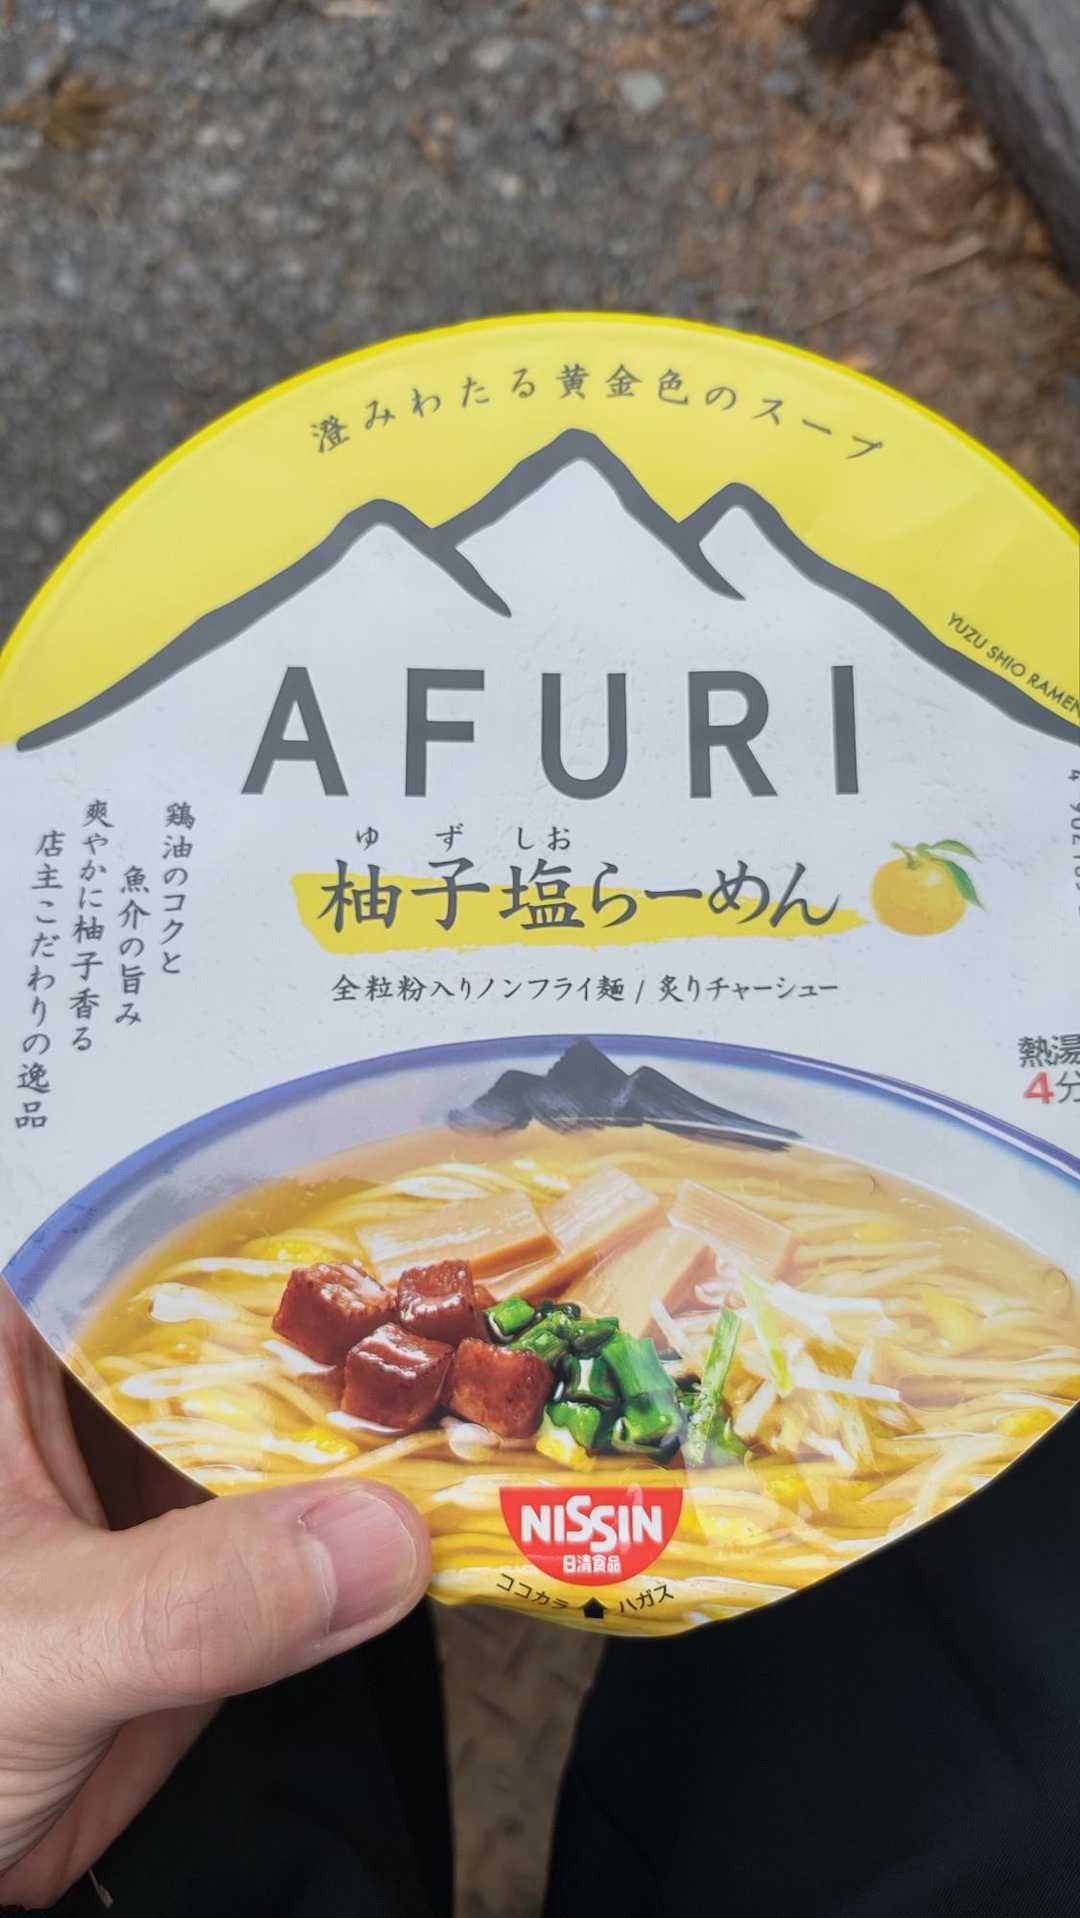 澄みわたる黄金色のスープ
YUZU SHIO RAMEN
AFURI
ゆずしお
柚子塩らーめん
全粒粉入りノンフライ麺 / 炙りチャーシュー
鶏油のコクと
魚介の旨み
爽やかに柚子香る
店主こだわりの逸品
熱湯
4分
NISSIN
日清食品
ココカラ ハガス